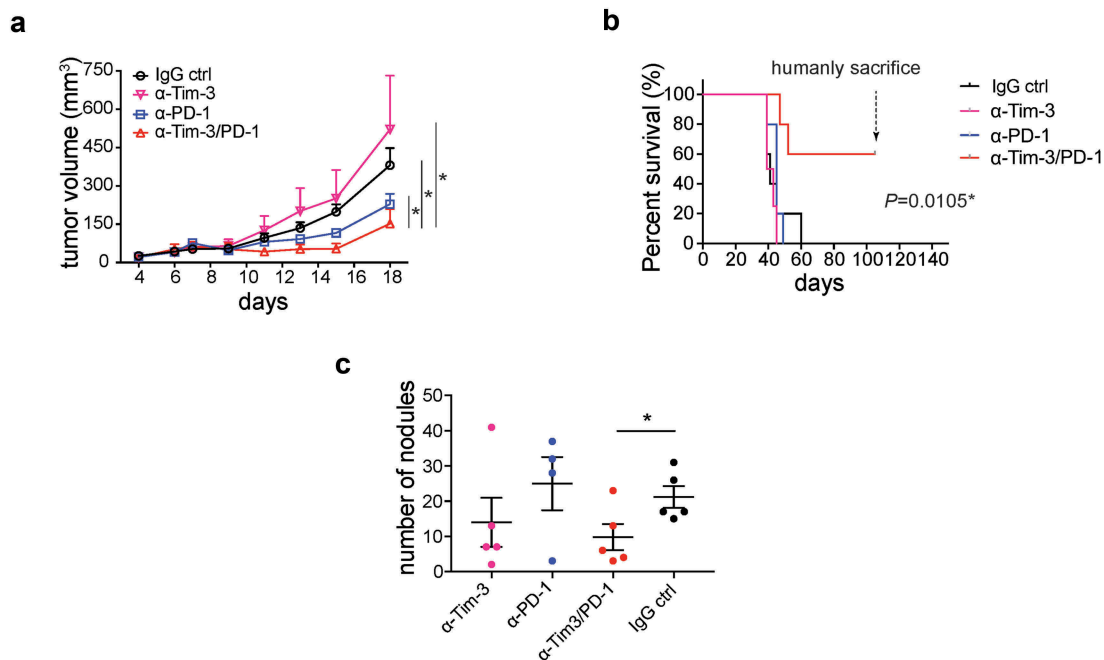 a
tumor volume (mm³)
750
600
450
300
150
0
4 6 8 10 12 14 16 18
days
IgG ctrl
α-Tim-3
α-PD-1
α-Tim-3/PD-1
*
*
*
b
humanly sacrifice
Percent survival (%)
100
80
60
40
20
0
0 20 40 60 80 100 120 140
days
IgG ctrl
α-Tim-3
α-PD-1
α-Tim-3/PD-1
P=0.0105*
c
number of nodules
50
40
30
20
10
0
*
α-Tim-3
α-PD-1
α-Tim3/PD-1
IgG ctrl